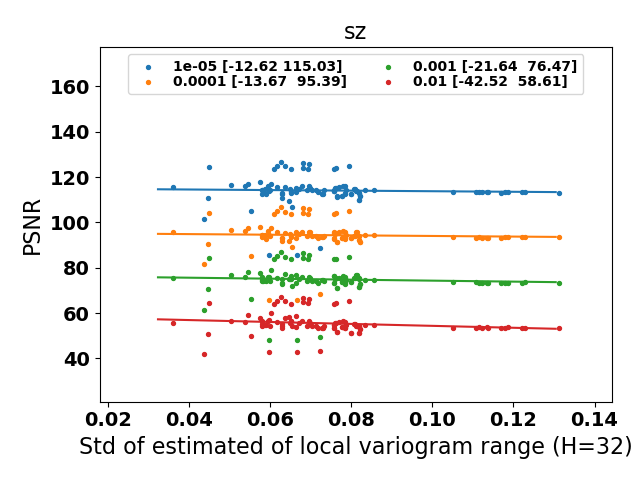 sz
1e-05 [-12.62 115.03]
0.0001 [-13.67  95.39]
0.001 [-21.64  76.47]
0.01 [-42.52  58.61]
PSNR
160
140
120
100
80
60
40
0.02 0.04 0.06 0.08 0.10 0.12 0.14
Std of estimated of local variogram range (H=32)